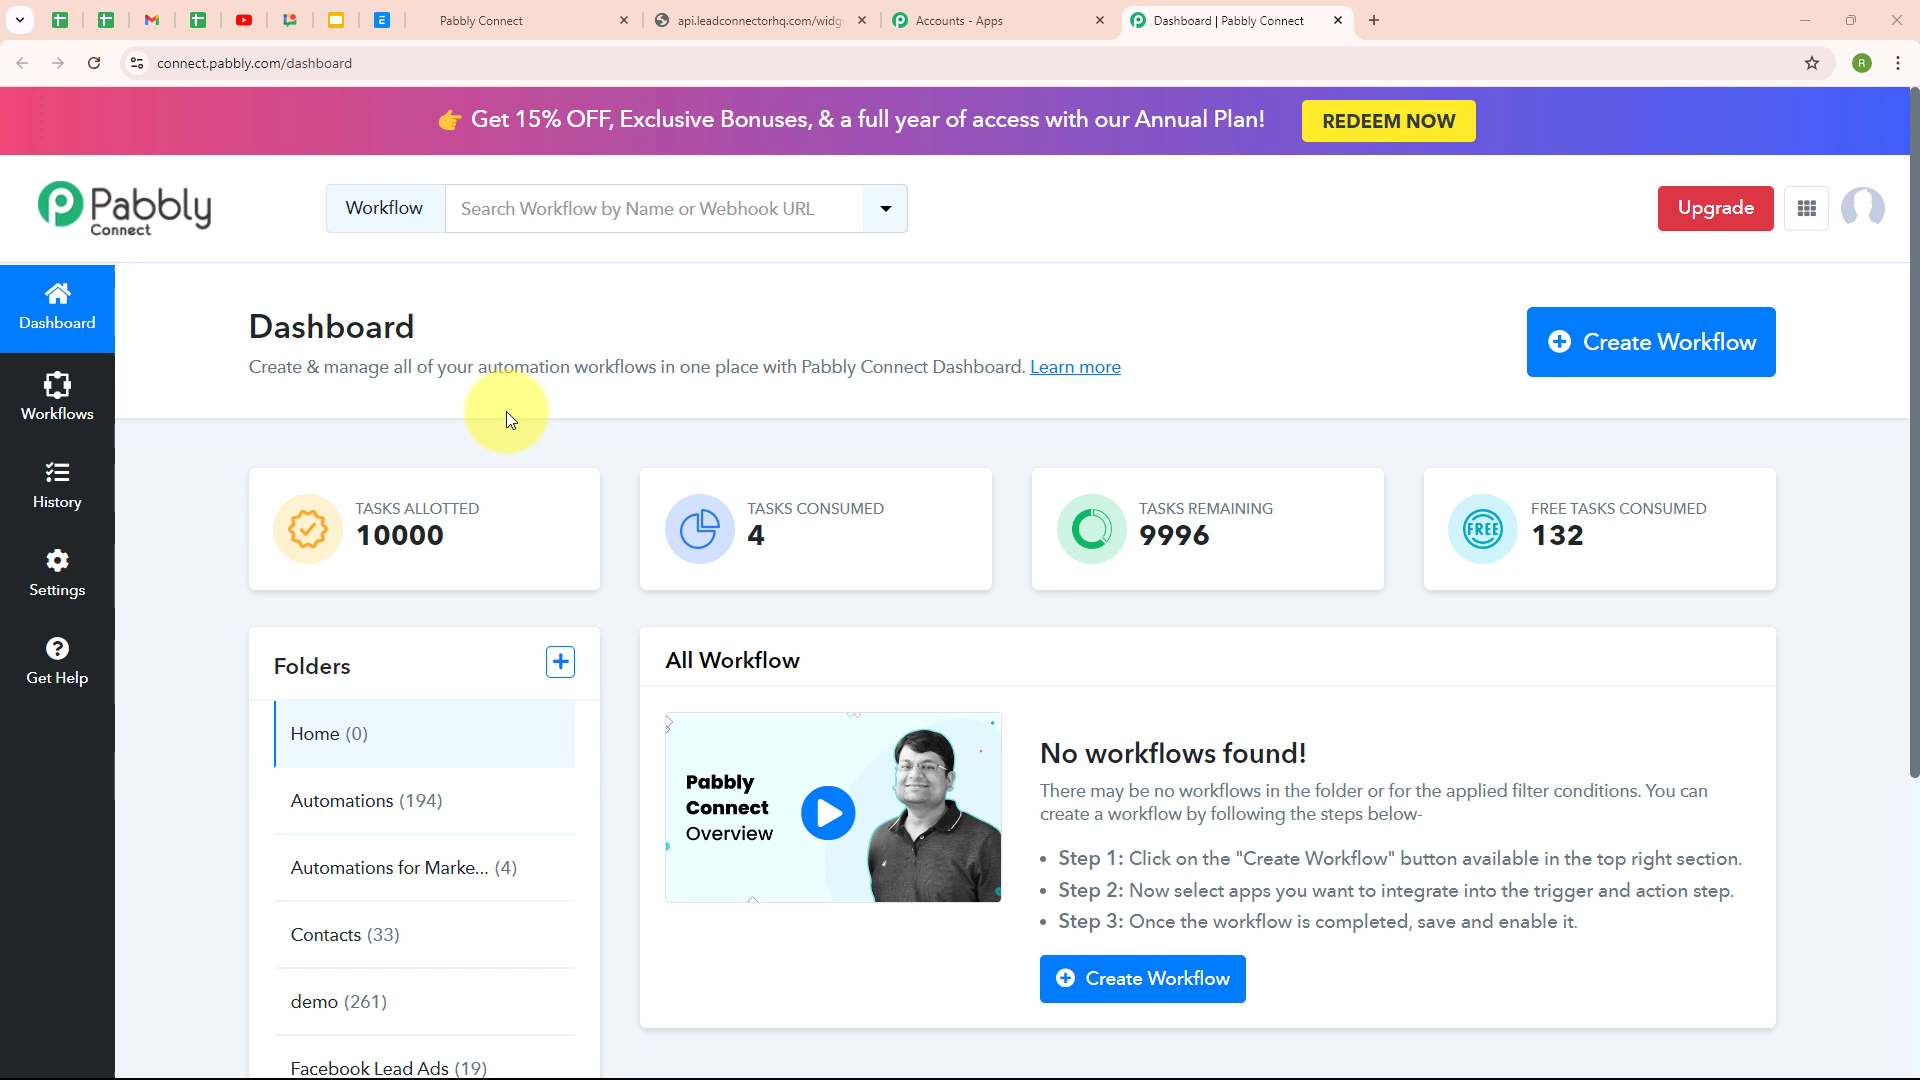 Pabbly Connect
api.leadconnectorhq.com/widg
Accounts - Apps
Dashboard | Pabbly Connect
connect.pabbly.com/dashboard
R
👉 Get 15% OFF, Exclusive Bonuses, & a full year of access with our Annual Plan!
REDEEM NOW
Pabbly
Connect
Workflow
Search Workflow by Name or Webhook URL
Upgrade
Dashboard
Workflows
History
Settings
Get Help
Dashboard
Create & manage all of your automation workflows in one place with Pabbly Connect Dashboard. Learn more
Create Workflow
TASKS ALLOTTED
10000
TASKS CONSUMED
4
TASKS REMAINING
9996
FREE
FREE TASKS CONSUMED
132
Folders
Home (0)
Automations (194)
Automations for Marke... (4)
Contacts (33)
demo (261)
Facebook Lead Ads (19)
All Workflow
Pabbly
Connect
Overview
No workflows found!
There may be no workflows in the folder or for the applied filter conditions. You can
create a workflow by following the steps below-
• Step 1: Click on the "Create Workflow" button available in the top right section.
• Step 2: Now select apps you want to integrate into the trigger and action step.
• Step 3: Once the workflow is completed, save and enable it.
Create Workflow